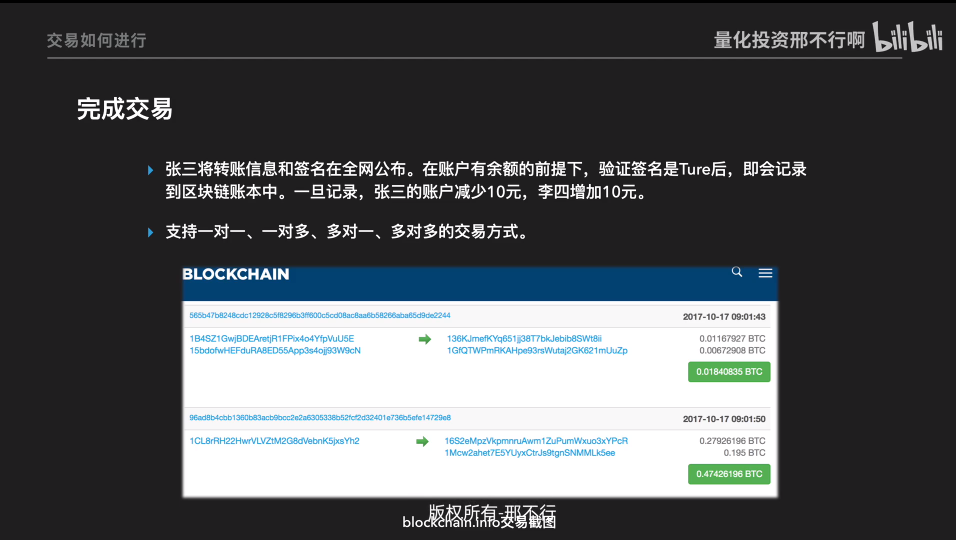 交易如何进行
量化投资邢不行啊 bilibili
完成交易
张三将转账信息和签名在全网公布。在账户有余额的前提下，验证签名是Ture后，即会记录
到区块链账本中。一旦记录，张三的账户减少10元，李四增加10元。
支持一对一、一对多、多对一、多对多的交易方式。
BLOCKCHAIN
565b47b8248cdc12928c5f8296b3ff600c5cd08ac8aa6b58266aba65d9de2244 2017-10-17 09:01:43
1B4SZ1GwjBDEAretjR1FPix4o4YfpVuU5E 136KJmefKYq651jj38T7bkJebib8SWt8ii 0.01167927 BTC
15bdofwHEFduRA8ED55App3s4ojj93W9cN 1GfQTWPmRKAHpe93rsWutaj2GK621mUuZp 0.00672908 BTC
0.01840835 BTC
96ad8b4cbb1360b83acb9bcc2e2a6305338b52fcf2d32401e736b5efe14729e8 2017-10-17 09:01:50
1CL8rRH22HwrVLVZtM2G8dVebnK5jxsYh2 16S2eMpzVkpmnruAwm1ZuPumWxuo3xYPcR 0.27926196 BTC
1Mcw2ahet7E5YUyxCtrJs9tgnSNMMLk5ee 0.195 BTC
0.47426196 BTC
版权所有-邢不行
blockchain.info交易截图